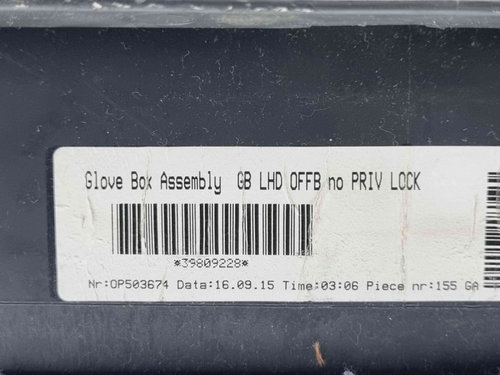 Glove Box Assembly GB LHD OFFB no PRIV LOCK
*39809228*
Nr:OP503674 Data:16.09.15 Time:03:06 Piece nr:155 GA